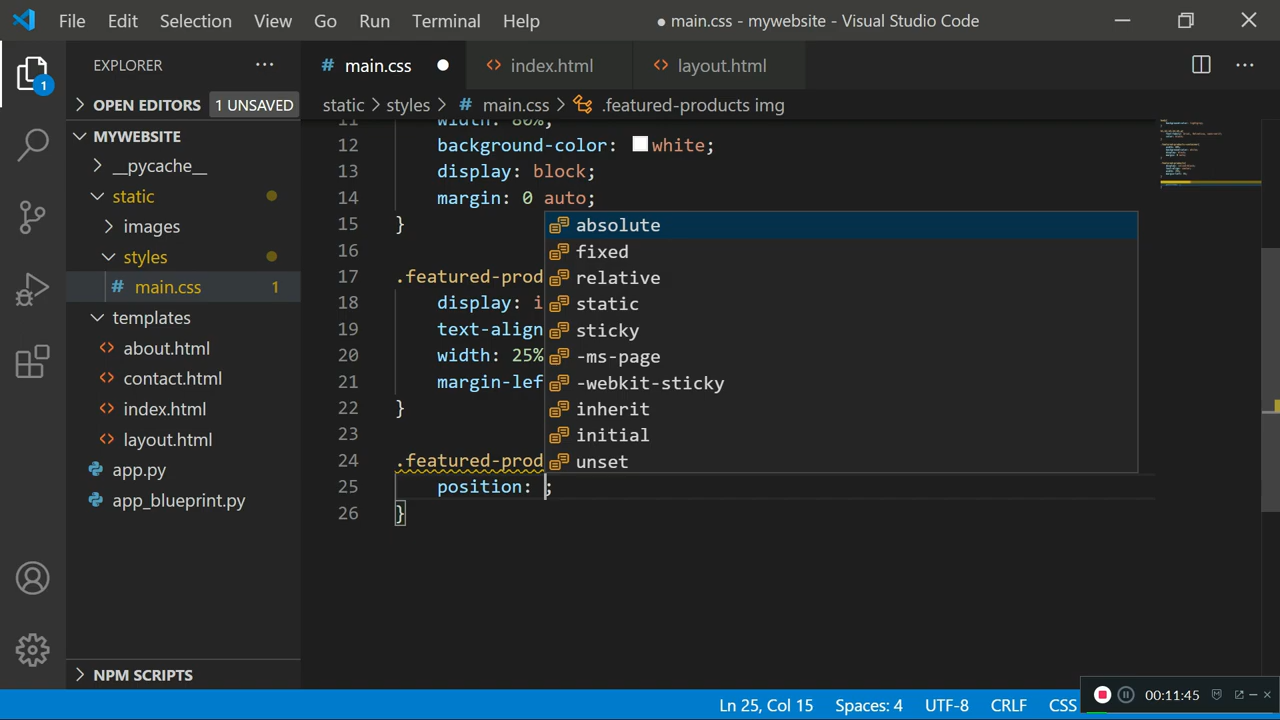 File Edit Selection View Go Run Terminal Help
● main.css - mywebsite - Visual Studio Code
EXPLORER ...
# main.css ●
<> index.html
<> layout.html
...
OPEN EDITORS 1 UNSAVED
static > styles > # main.css > .featured-products img
MYWEBSITE
__pycache__
static
images
styles
# main.css 1
templates
<> about.html
<> contact.html
<> index.html
<> layout.html
app.py
app_blueprint.py
NPM SCRIPTS
1
11 width: 80%;
12 background-color: white;
13 display: block;
14 margin: 0 auto;
15 }
16
17 .featured-prod
18 display: i
19 text-align
20 width: 25%
21 margin-lef
22 }
23
24 .featured-prod
25 position: ;
26 }
absolute
fixed
relative
static
sticky
-ms-page
-webkit-sticky
inherit
initial
unset
Ln 25, Col 15 Spaces: 4 UTF-8 CRLF CSS
00:11:45